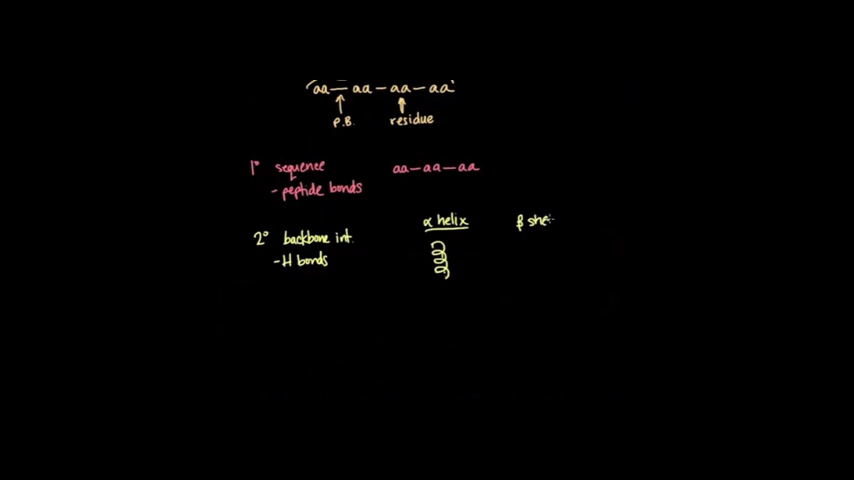 aa — aa — aa — aa
P.B. residue
1° sequence aa—aa—aa
- peptide bonds
2° backbone int. α helix β she
- H bonds